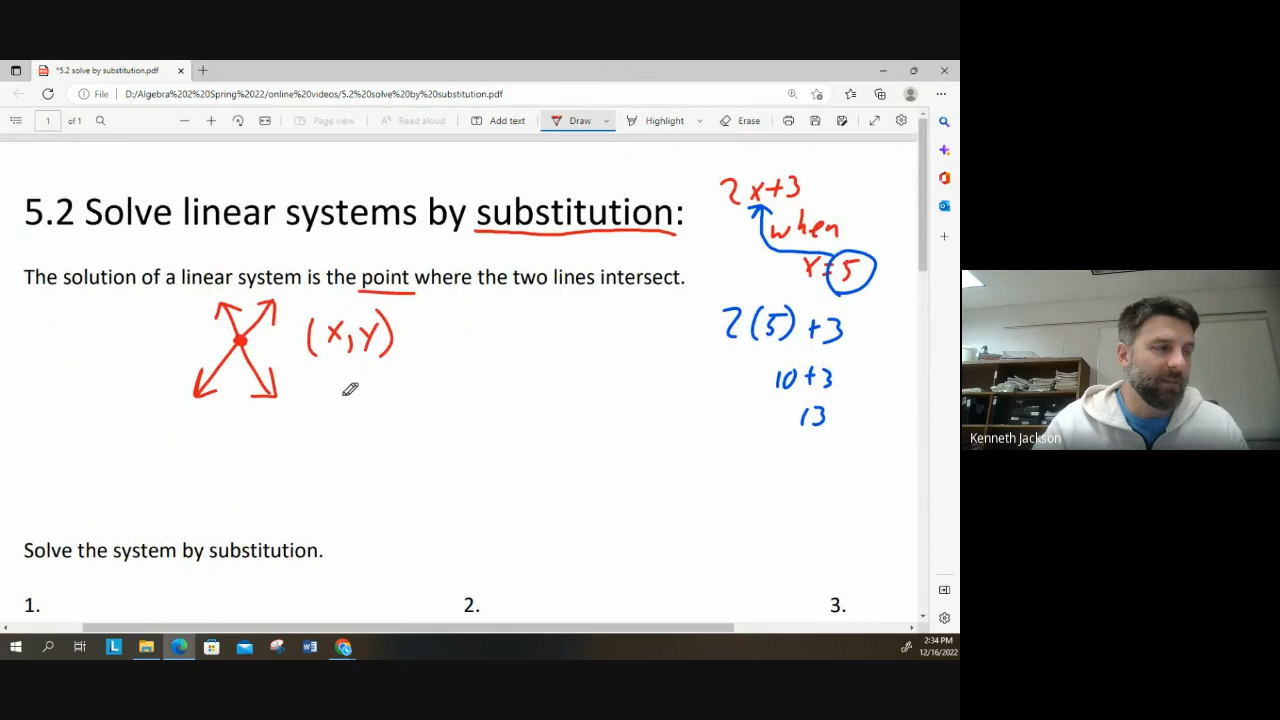 *5.2 solve by substitution.pdf
File D:/Algebra%202%20Spring%2022/online%20videos/5.2%20solve%20by%20substitution.pdf
1 of 1 Page view Read aloud Add text Draw Highlight Erase
5.2 Solve linear systems by substitution:
The solution of a linear system is the point where the two lines intersect.
(x,y)
2x+3
when
x=5
2(5)+3
10+3
13
Solve the system by substitution.
1. 2. 3.
Kenneth Jackson
2:34 PM
12/16/2022